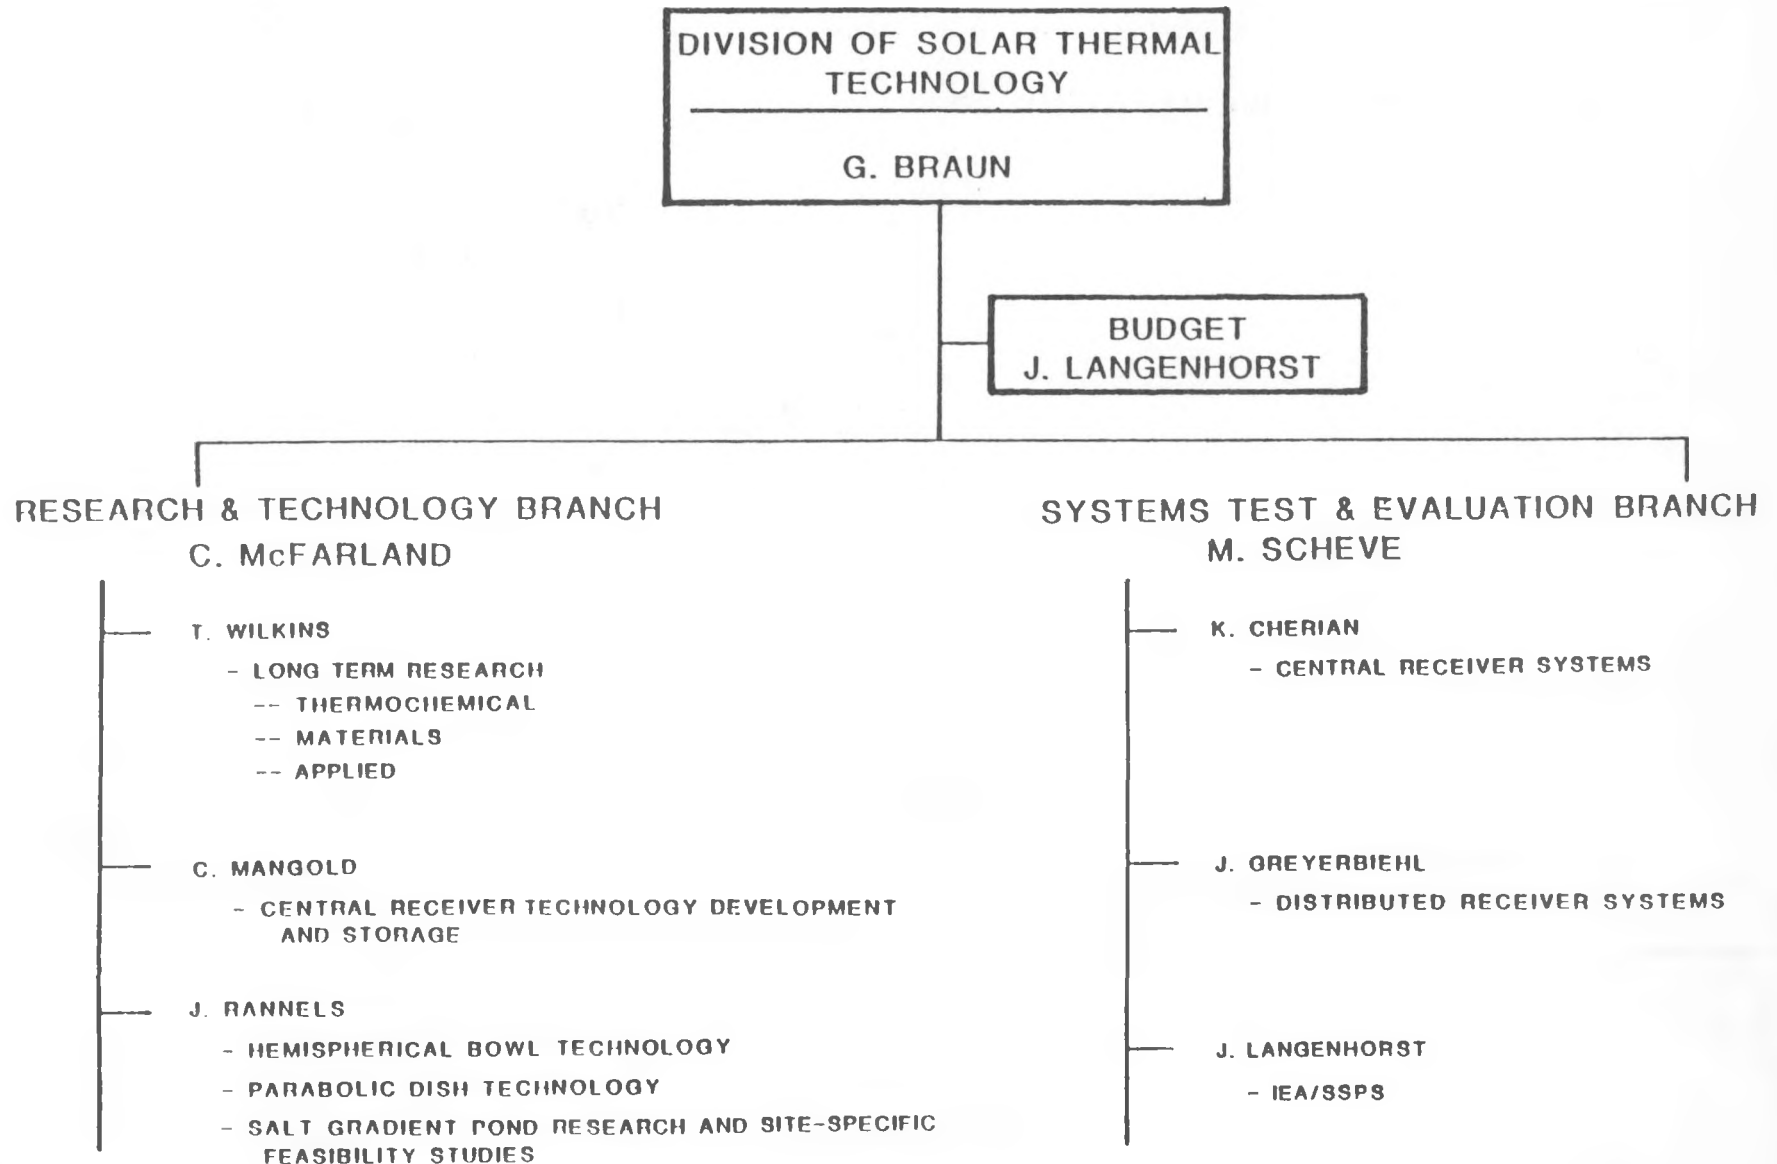 DIVISION OF SOLAR THERMAL
TECHNOLOGY
G. BRAUN
BUDGET
J. LANGENHORST
RESEARCH & TECHNOLOGY BRANCH
C. McFARLAND
T. WILKINS
- LONG TERM RESEARCH
-- THERMOCHEMICAL
-- MATERIALS
-- APPLIED
C. MANGOLD
- CENTRAL RECEIVER TECHNOLOGY DEVELOPMENT
AND STORAGE
J. RANNELS
- HEMISPHERICAL BOWL TECHNOLOGY
- PARABOLIC DISH TECHNOLOGY
- SALT GRADIENT POND RESEARCH AND SITE-SPECIFIC
FEASIBILITY STUDIES
SYSTEMS TEST & EVALUATION BRANCH
M. SCHEVE
K. CHERIAN
- CENTRAL RECEIVER SYSTEMS
J. GREYERBIEHL
- DISTRIBUTED RECEIVER SYSTEMS
J. LANGENHORST
- IEA/SSPS